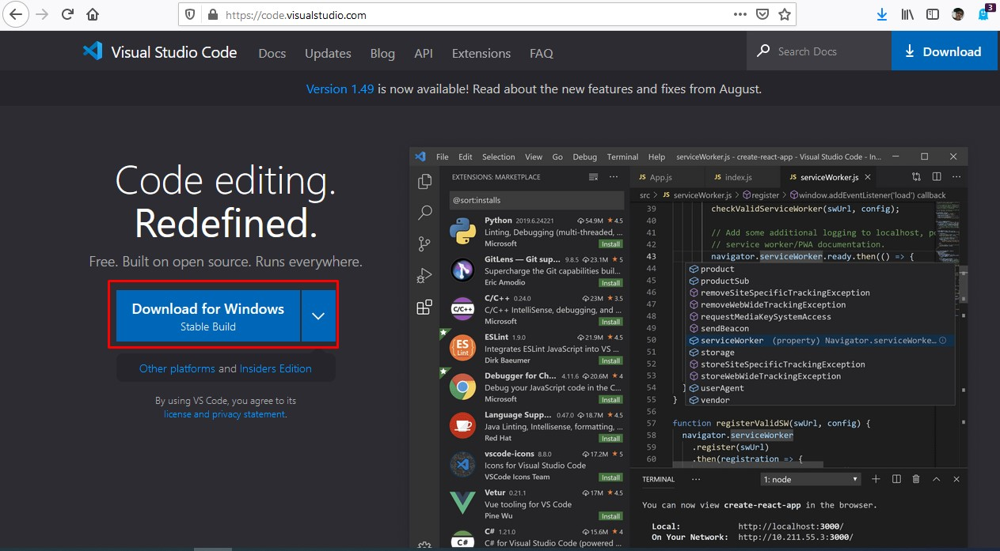 https://code.visualstudio.com
3
Visual Studio Code
Docs
Updates
Blog
API
Extensions
FAQ
Search Docs
Download
Version 1.49 is now available! Read about the new features and fixes from August.
Code editing.
Redefined.
Free. Built on open source. Runs everywhere.
Download for Windows
Stable Build
Other platforms and Insiders Edition
By using VS Code, you agree to its
license and privacy statement.
File Edit Selection View Go Debug Terminal Help serviceWorker.js - create-react-app - Visual Studio Code - In...
EXTENSIONS: MARKETPLACE
@sort:installs
Python 2019.6.24221 54.9M 4.5
Linting, Debugging (multi-threaded, ...
Microsoft Install
GitLens — Git sup... 9.8.5 23.1M 5
Supercharge the Git capabilities buil...
Eric Amodio Install
C/C++
C/C++ 0.24.0 23M 3.5
C/C++ IntelliSense, debugging, and...
Microsoft Install
ES
Lint
ESLint 1.9.0 21.9M 4.5
Integrates ESLint JavaScript into VS ...
Dirk Baeumer Install
Debugger for Ch... 4.11.6 20.6M 4
Debug your JavaScript code in the C...
Microsoft Install
Language Supp... 0.47.0 18.7M 4.5
Java Linting, Intellisense, formatting, ...
Red Hat Install
vscode-icons 8.8.0 17.2M 5
Icons for Visual Studio Code
VSCode Icons Team Install
Vetur 0.21.1 17M 4.5
Vue tooling for VS Code
Pine Wu Install
C#
C# 1.21.0 15.6M 4
C# for Visual Studio Code (powered ...
JS App.js
JS index.js
JS serviceWorker.js
src > JS serviceWorker.js > register > window.addEventListener('load') callback
39 checkValidServiceWorker(swUrl, config);
40
41 // Add some additional logging to localhost, po
42 // service worker/PWA documentation.
43 navigator.serviceWorker.ready.then(() => {
44 product
45 productSub
46 removeSiteSpecificTrackingException
47 removeWebWideTrackingException
48 requestMediaKeySystemAccess
49 sendBeacon
50 serviceWorker (property) Navigator.serviceWorke...
51 storage
52 storeSiteSpecificTrackingException
53 storeWebWideTrackingException
54 } userAgent
55 } vendor
56
57 function registerValidSW(swUrl, config) {
58 navigator.serviceWorker
59 .register(swUrl)
60 .then(registration => {
TERMINAL ... 1: node
You can now view create-react-app in the browser.
Local: http://localhost:3000/
On Your Network: http://10.211.55.3:3000/